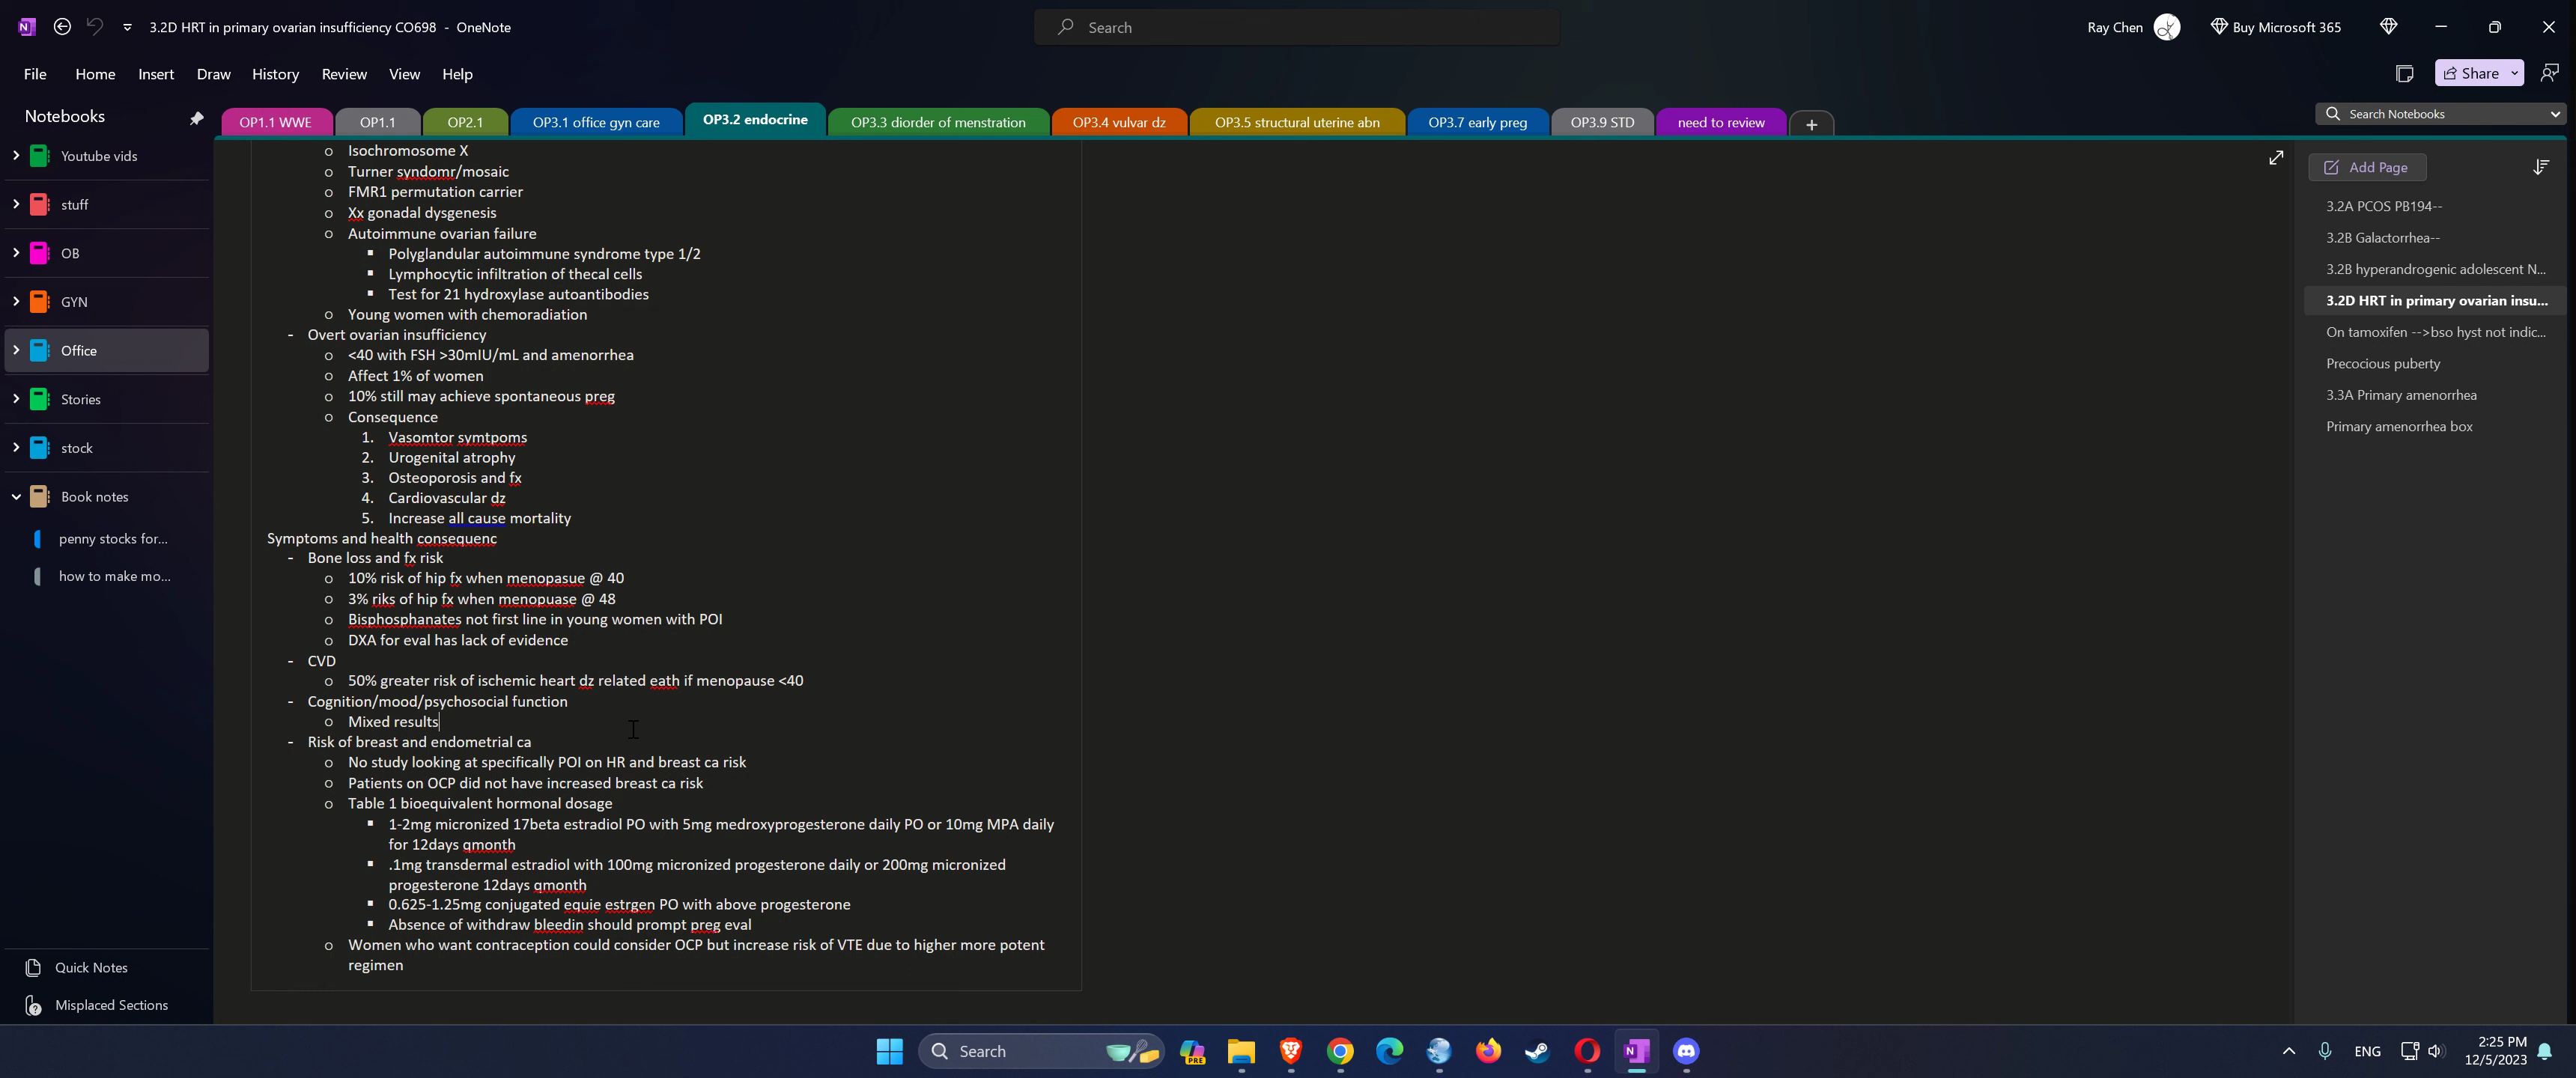 3.2D HRT in primary ovarian insufficiency CO698 - OneNote
Search
Ray Chen
Buy Microsoft 365
File Home Insert Draw History Review View Help
Share
Notebooks
OP1.1 WWE
OP1.1
OP2.1
OP3.1 office gyn care
OP3.2 endocrine
OP3.3 diorder of menstration
OP3.4 vulvar dz
OP3.5 structural uterine abn
OP3.7 early preg
OP3.9 STD
need to review
+
Search Notebooks
Youtube vids
stuff
OB
GYN
Office
Stories
stock
Book notes
penny stocks for...
how to make mo...
Quick Notes
Misplaced Sections
o Isochromosome X
o Turner syndomr/mosaic
o FMR1 permutation carrier
o Xx gonadal dysgenesis
o Autoimmune ovarian failure
▪ Polyglandular autoimmune syndrome type 1/2
▪ Lymphocytic infiltration of thecal cells
▪ Test for 21 hydroxylase autoantibodies
o Young women with chemoradiation
- Overt ovarian insufficiency
o <40 with FSH >30mIU/mL and amenorrhea
o Affect 1% of women
o 10% still may achieve spontaneous preg
o Consequence
1. Vasomtor symtpoms
2. Urogenital atrophy
3. Osteoporosis and fx
4. Cardiovascular dz
5. Increase all cause mortality
Symptoms and health consequenc
- Bone loss and fx risk
o 10% risk of hip fx when menopasue @ 40
o 3% riks of hip fx when menopuase @ 48
o Bisphosphanates not first line in young women with POI
o DXA for eval has lack of evidence
- CVD
o 50% greater risk of ischemic heart dz related eath if menopause <40
- Cognition/mood/psychosocial function
o Mixed results
- Risk of breast and endometrial ca
o No study looking at specifically POI on HR and breast ca risk
o Patients on OCP did not have increased breast ca risk
o Table 1 bioequivalent hormonal dosage
▪ 1-2mg micronized 17beta estradiol PO with 5mg medroxyprogesterone daily PO or 10mg MPA daily
for 12days qmonth
▪ .1mg transdermal estradiol with 100mg micronized progesterone daily or 200mg micronized
progesterone 12days qmonth
▪ 0.625-1.25mg conjugated equie estrgen PO with above progesterone
▪ Absence of withdraw bleedin should prompt preg eval
o Women who want contraception could consider OCP but increase risk of VTE due to higher more potent
regimen
Add Page
3.2A PCOS PB194--
3.2B Galactorrhea--
3.2B hyperandrogenic adolescent N...
3.2D HRT in primary ovarian insu...
On tamoxifen -->bso hyst not indic...
Precocious puberty
3.3A Primary amenorrhea
Primary amenorrhea box
Search
PRE
ENG
2:25 PM
12/5/2023